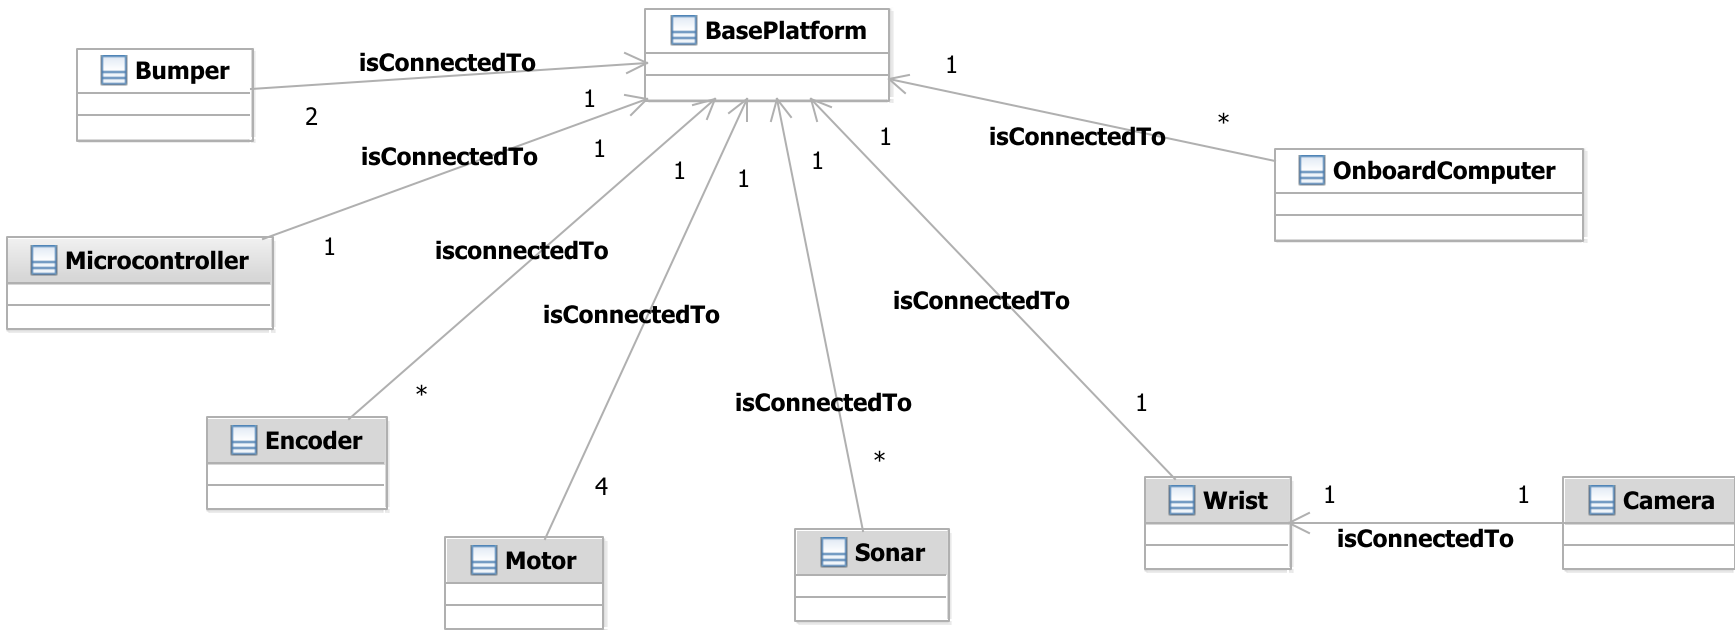 BasePlatform
Bumper
isConnectedTo
1
2
1
*
isConnectedTo
1
1
isConnectedTo
1
1
1
OnboardComputer
Microcontroller
1
isconnectedTo
isConnectedTo
isConnectedTo
*
isConnectedTo
1
Encoder
*
4
Wrist
1
1
Camera
isConnectedTo
Motor
Sonar